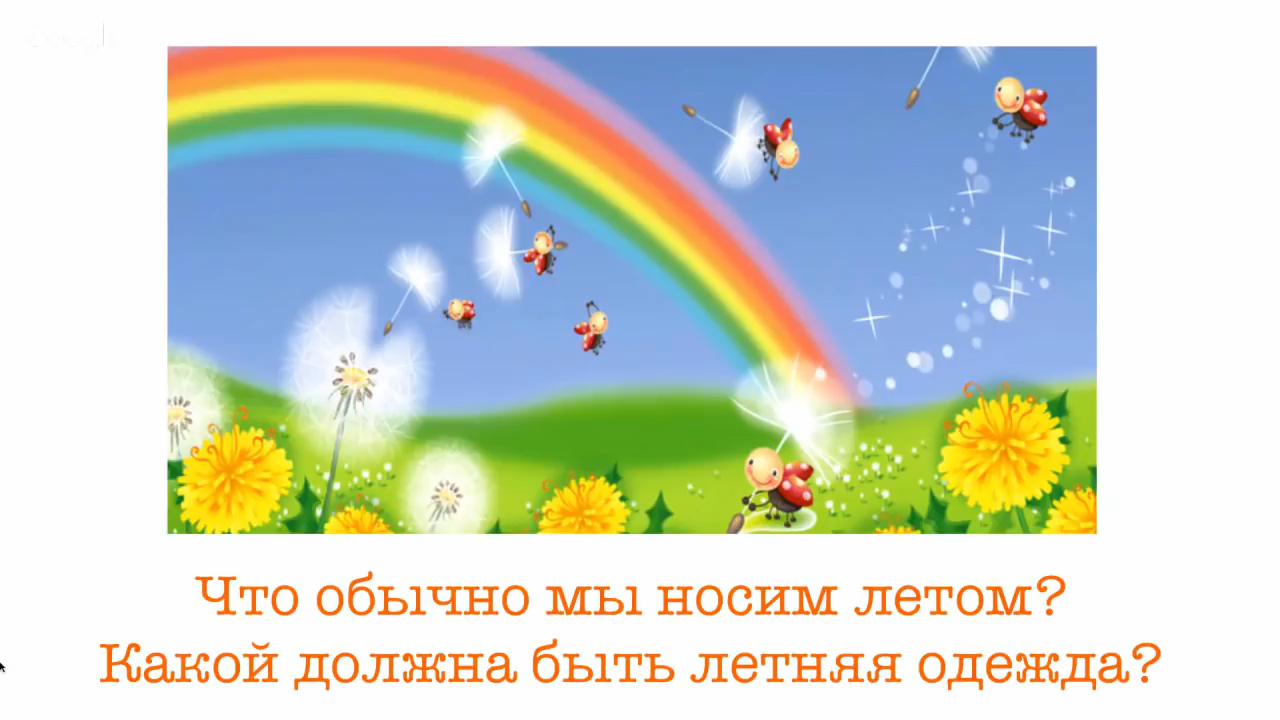 Что обычно мы носим летом?
Какой должна быть летняя одежда?